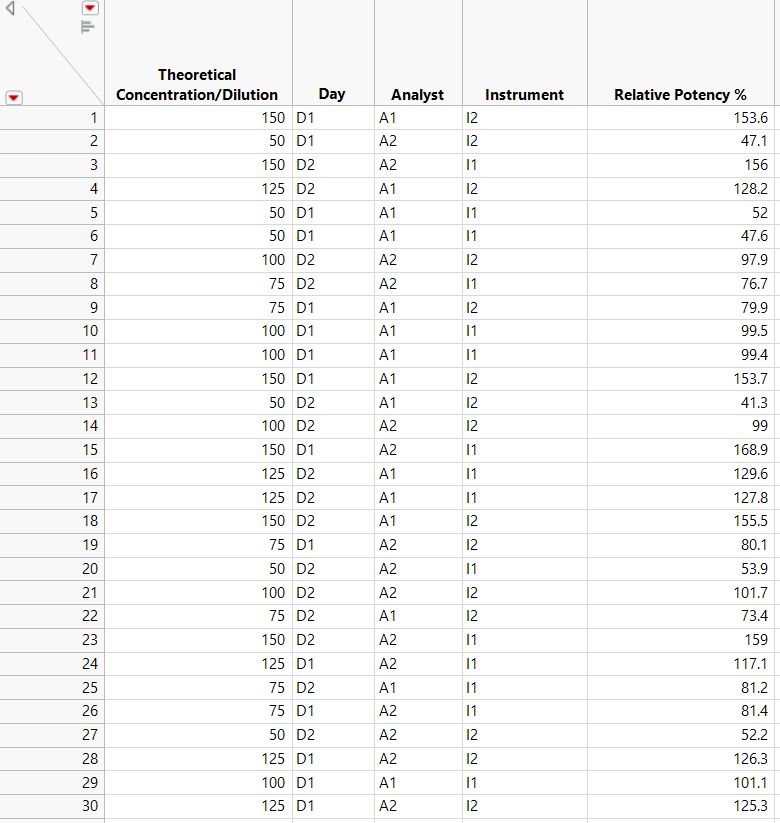 Theoretical
Concentration/Dilution Day Analyst Instrument Relative Potency %
1 150 D1 A1 I2 153.6
2 50 D1 A2 I2 47.1
3 150 D2 A2 I1 156
4 125 D2 A1 I2 128.2
5 50 D1 A1 I1 52
6 50 D1 A1 I1 47.6
7 100 D2 A2 I2 97.9
8 75 D2 A2 I1 76.7
9 75 D1 A1 I2 79.9
10 100 D1 A1 I1 99.5
11 100 D1 A1 I1 99.4
12 150 D1 A1 I2 153.7
13 50 D2 A1 I2 41.3
14 100 D2 A2 I2 99
15 150 D1 A2 I1 168.9
16 125 D2 A1 I1 129.6
17 125 D2 A1 I1 127.8
18 150 D2 A1 I2 155.5
19 75 D1 A2 I2 80.1
20 50 D2 A2 I1 53.9
21 100 D2 A2 I2 101.7
22 75 D2 A1 I2 73.4
23 150 D2 A2 I1 159
24 125 D1 A2 I1 117.1
25 75 D2 A1 I1 81.2
26 75 D1 A2 I1 81.4
27 50 D2 A2 I2 52.2
28 125 D1 A2 I2 126.3
29 100 D1 A1 I1 101.1
30 125 D1 A2 I2 125.3